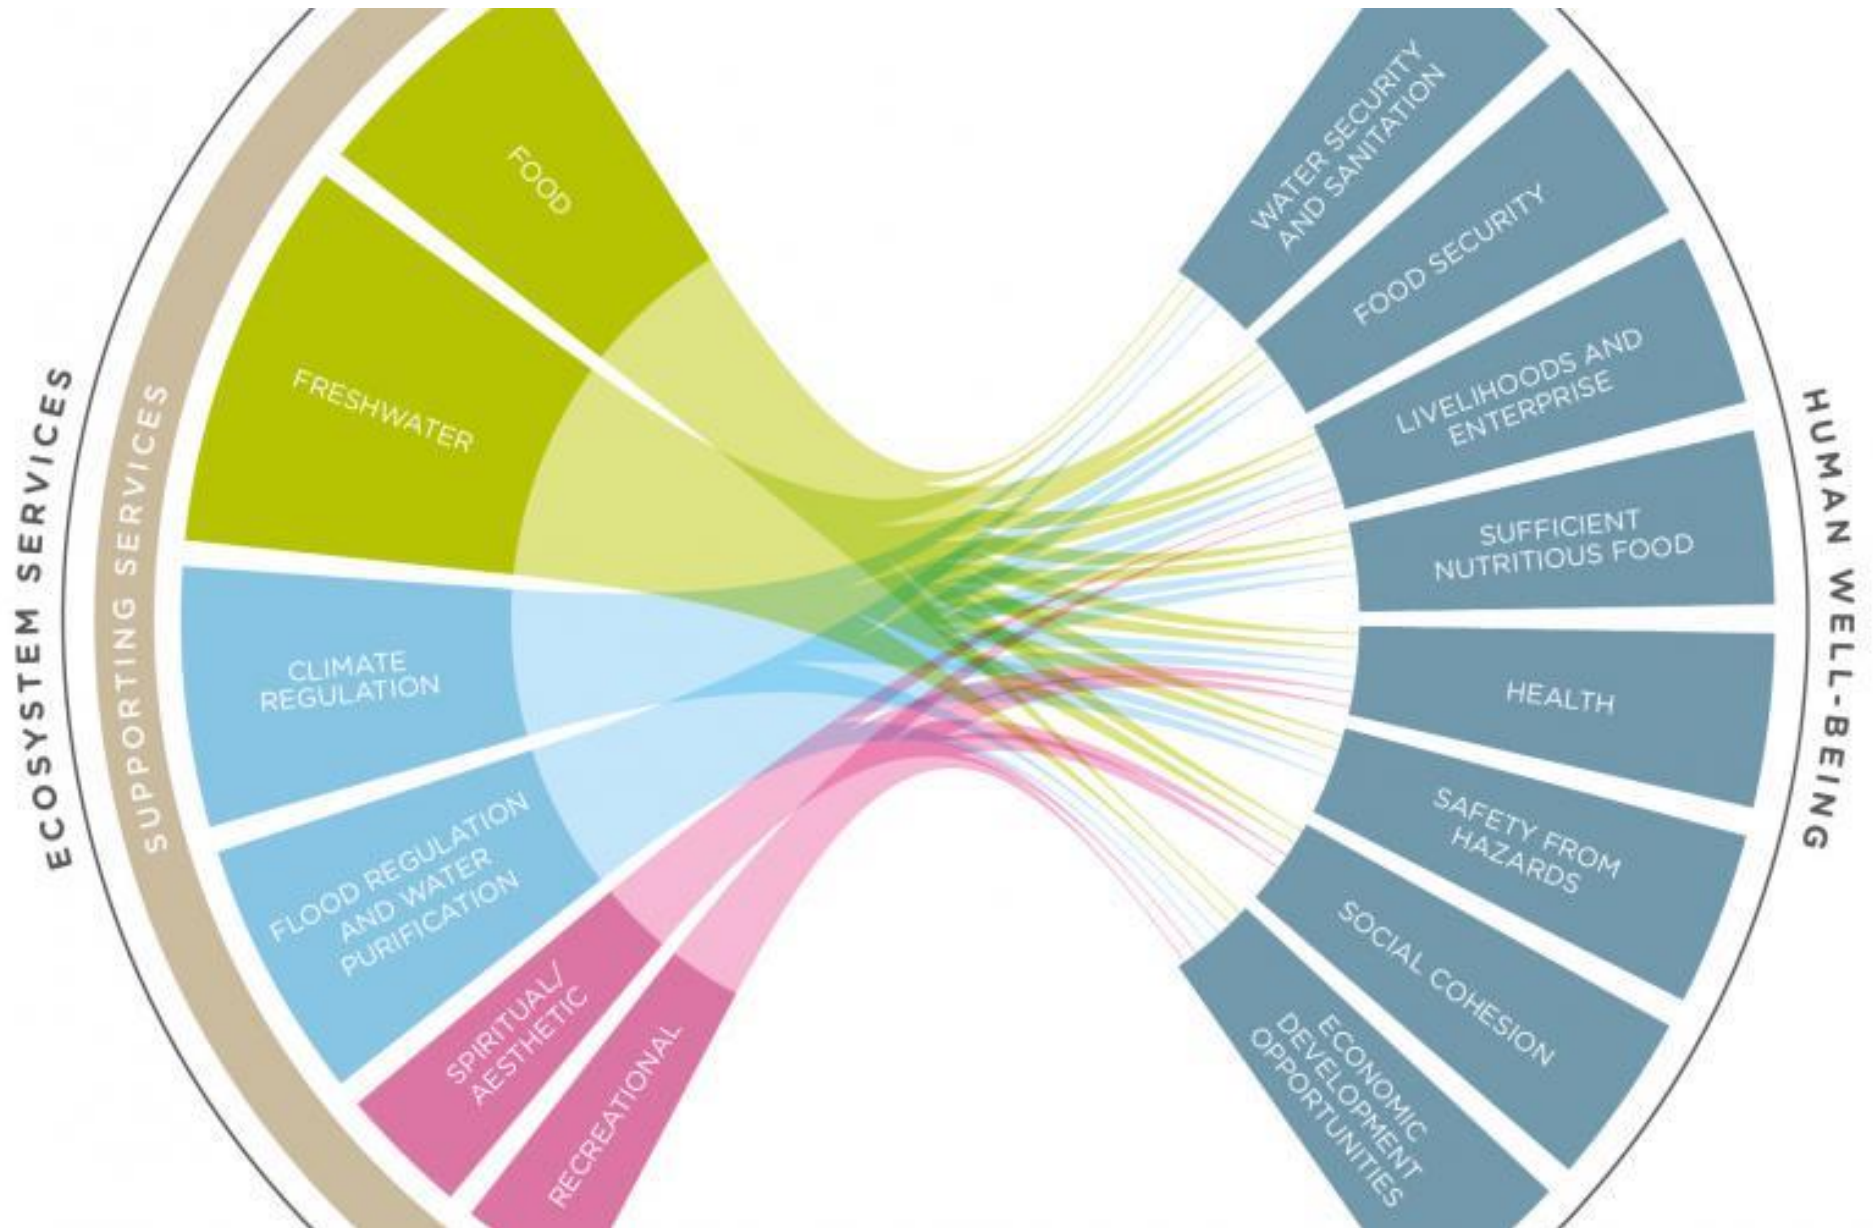 ECOSYSTEM SERVICES
SUPPORTING SERVICES
FOOD
FRESHWATER
CLIMATE
REGULATION
FLOOD REGULATION
AND WATER
PURIFICATION
SPIRITUAL/
AESTHETIC
RECREATIONAL
WATER SECURITY
AND SANITATION
FOOD SECURITY
LIVELIHOODS AND
ENTERPRISE
SUFFICIENT
NUTRITIOUS FOOD
HEALTH
SAFETY FROM
HAZARDS
SOCIAL COHESION
ECONOMIC
DEVELOPMENT
OPPORTUNITIES
HUMAN WELL-BEING